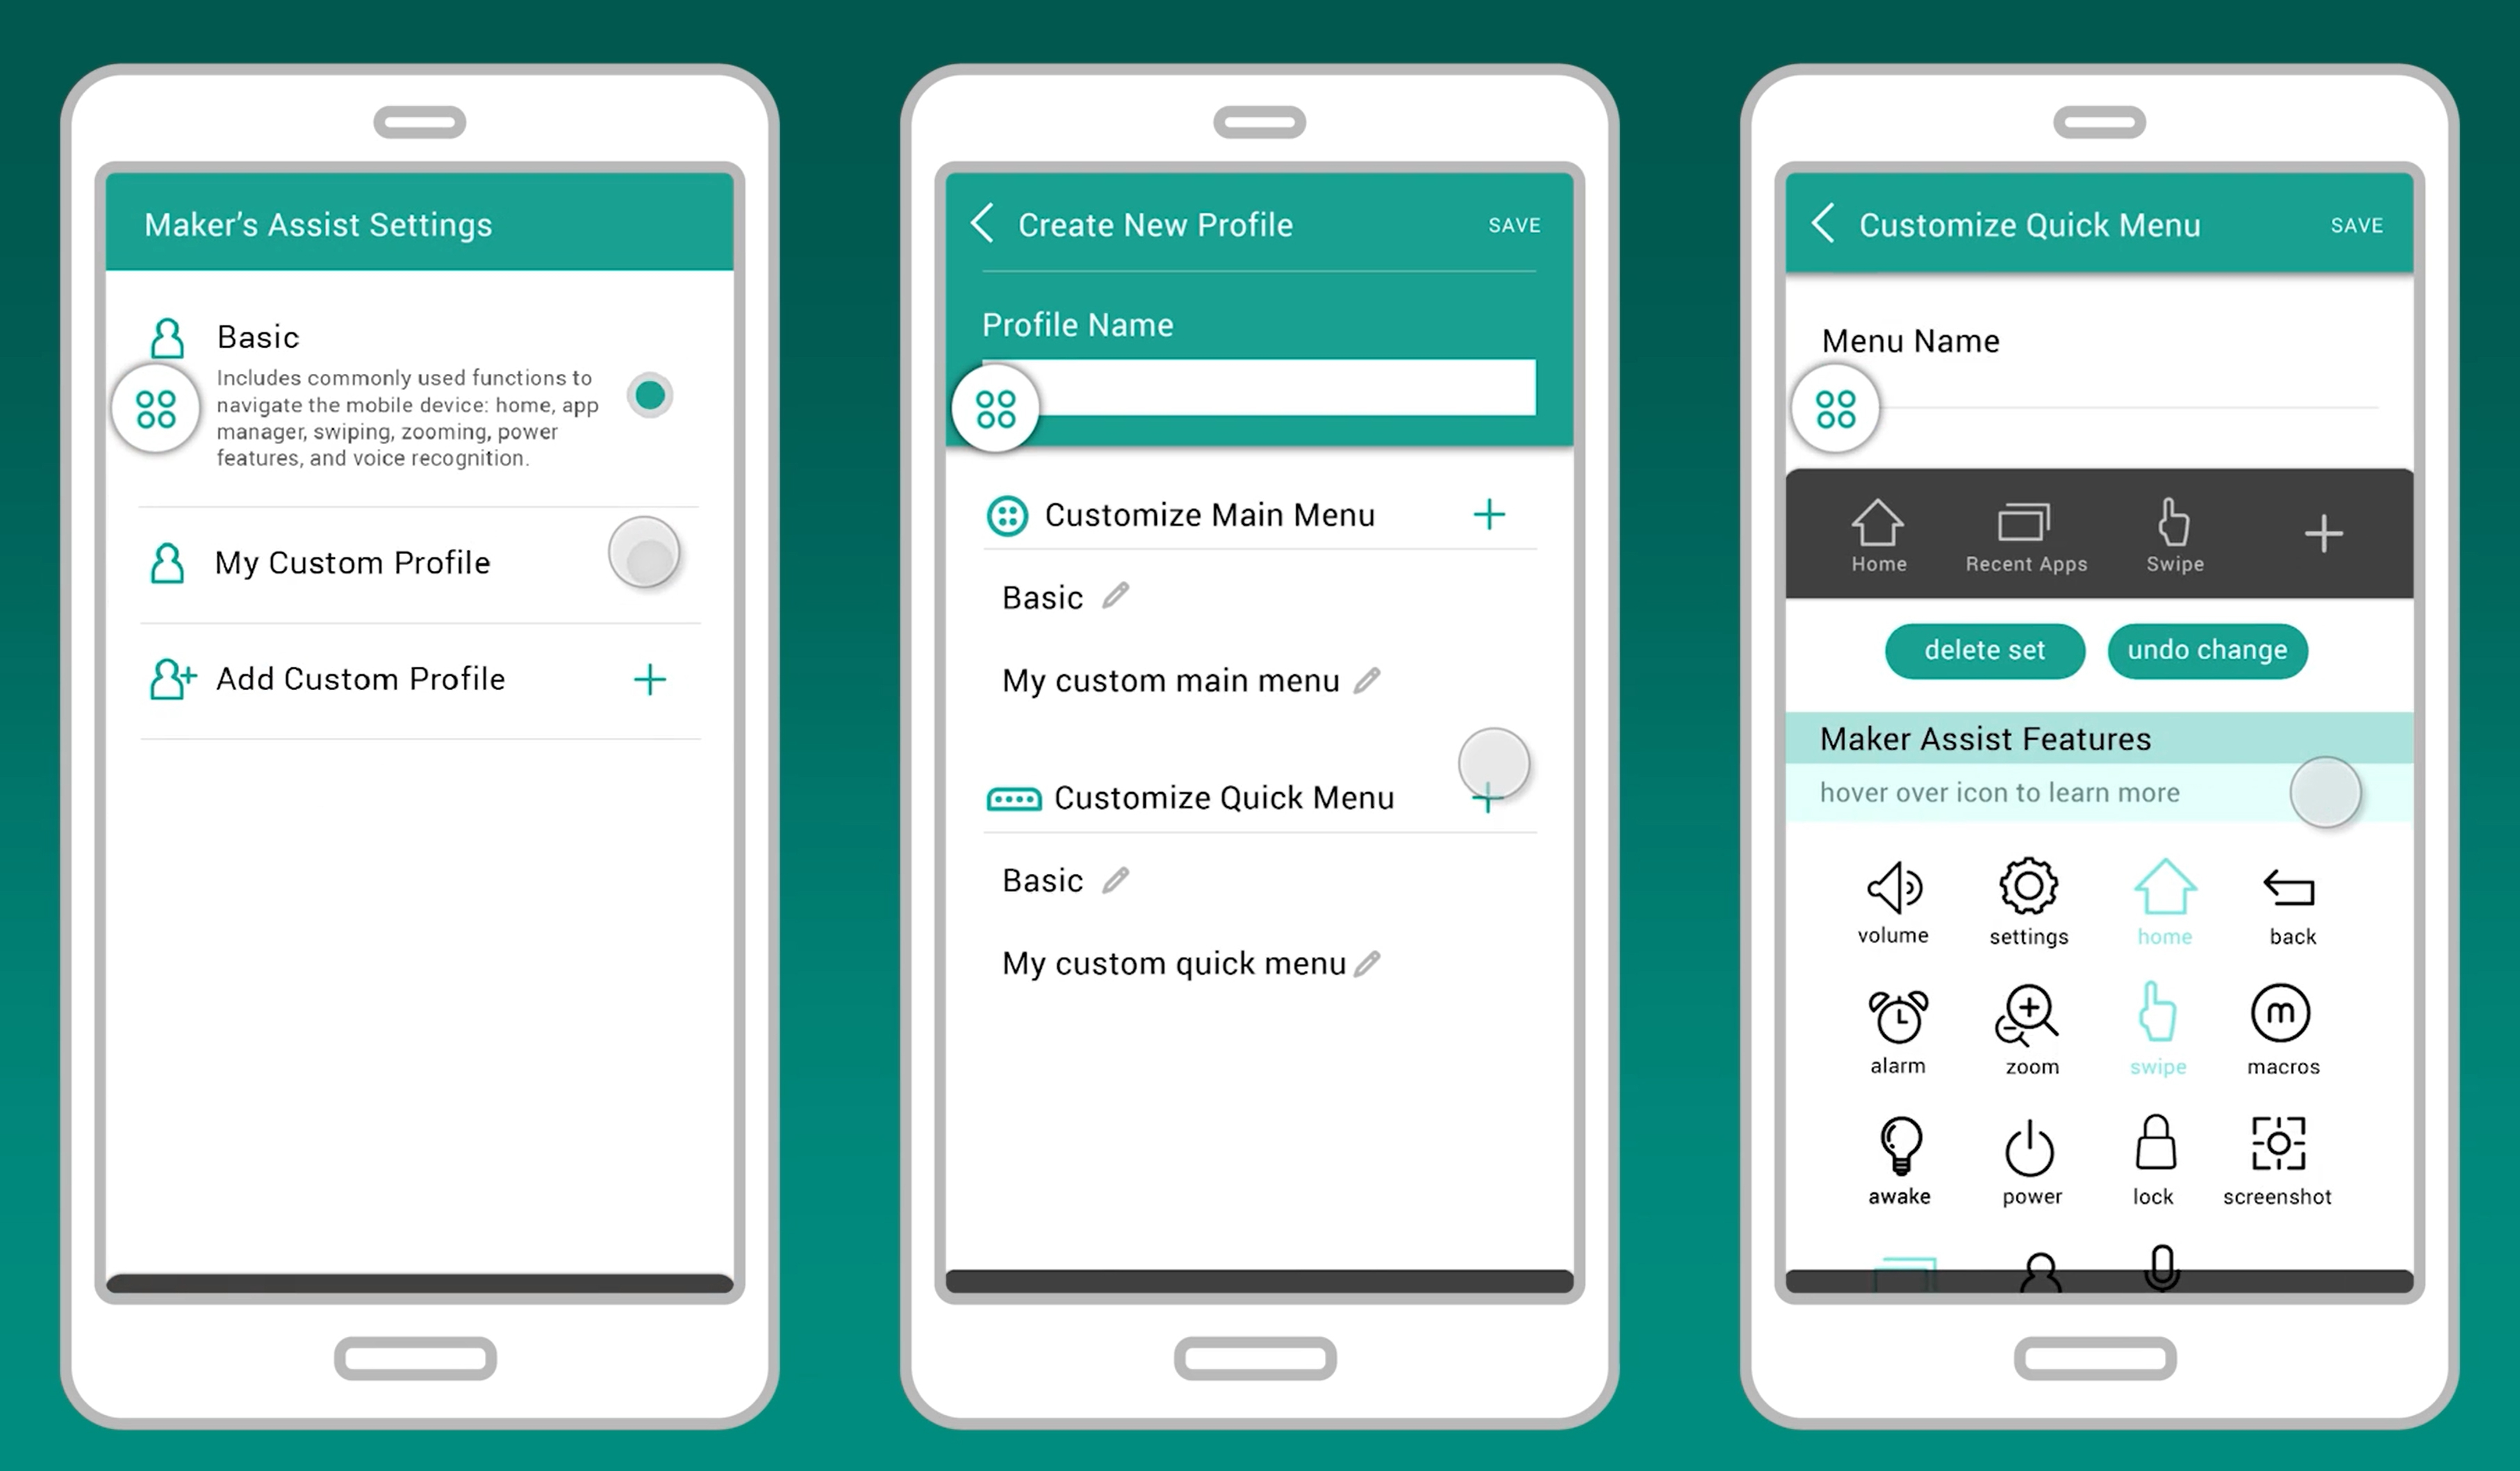 Maker's Assist Settings
Basic
Includes commonly used functions to
navigate the mobile device: home, app
manager, swiping, zooming, power
features, and voice recognition.
My Custom Profile
Add Custom Profile
Create New Profile
SAVE
Profile Name
Customize Main Menu
Basic
My custom main menu
Customize Quick Menu
Basic
My custom quick menu
Customize Quick Menu
SAVE
Menu Name
Home
Recent Apps
Swipe
delete set
undo change
Maker Assist Features
hover over icon to learn more
volume
settings
home
back
alarm
zoom
swipe
m
macros
awake
power
lock
screenshot